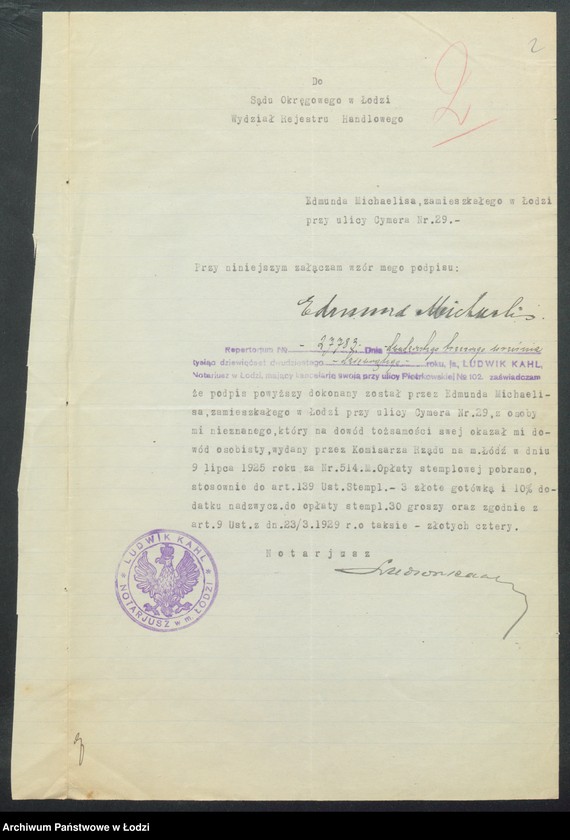 2
2
Do
Sądu Okręgowego w Łodzi
Wydział Rejestru Handlowego
Edmunda Michaelisa,zamieszkałego w Łodzi
przy ulicy Cymera Nr.29.-
Przy niniejszym załączam wzór mego podpisu:
Edmund Michaelis.
Repertorjum № 27782. Dnia dwudziestego trzeciego września
tysiąc dziewięćset dwudziestego roku, ja, LUDWIK KAHL,
Notarjusz w Łodzi, mający kancelarję swoją przy ulicy Piotrkowskiej № 102. zaświadczam
że podpis powyższy dokonany został przez Edmunda Michaeli-
sa,zamieszkałego w Łodzi przy ulicy Cymera Nr.29,z osoby
mi nieznanego,który na dowód tożsamości swej okazał mi do-
wód osobisty,wydany przez Komisarza Rządu na m.Łódź w dniu
9 lipca 1925 roku za Nr.514.M.Opłaty stemplowej pobrano,
stosownie do art.139 Ust.Stempl.- 3 złote gotówką i 10% do-
datku nadzwycz.do opłaty stempl.30 groszy oraz zgodnie z
art.9 Ust.z dn.23/3.1929 r.o taksie - złotych cztery.
Notarjusz
LUDWIK KAHL
NOTARJUSZ w m. ŁODZI
Archiwum Państwowe w Łodzi